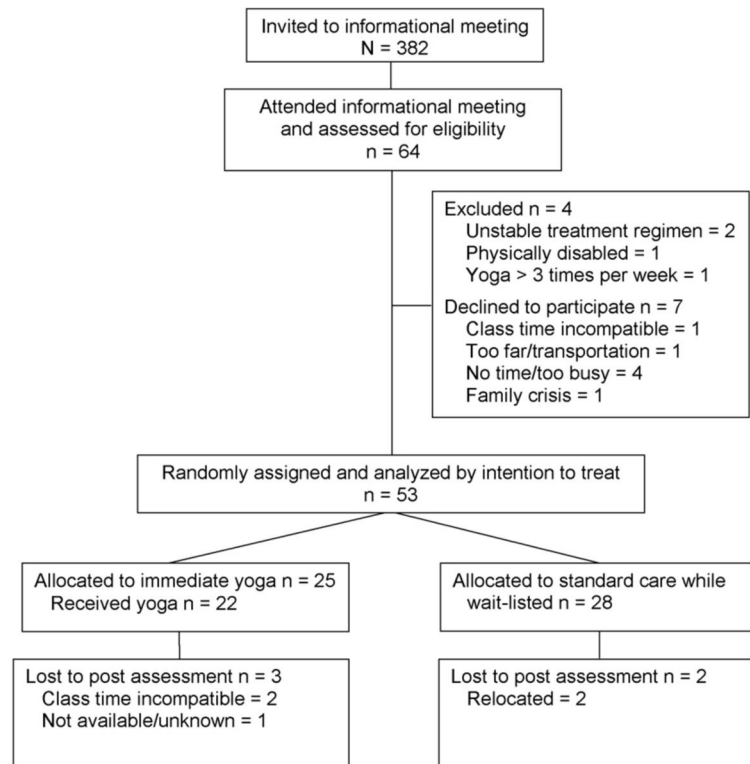 Invited to informational meeting
N = 382
Attended informational meeting
and assessed for eligibility
n = 64
Excluded n = 4
Unstable treatment regimen = 2
Physically disabled = 1
Yoga > 3 times per week = 1
Declined to participate n = 7
Class time incompatible = 1
Too far/transportation = 1
No time/too busy = 4
Family crisis = 1
Randomly assigned and analyzed by intention to treat
n = 53
Allocated to immediate yoga n = 25
Received yoga n = 22
Allocated to standard care while
wait-listed n = 28
Lost to post assessment n = 3
Class time incompatible = 2
Not available/unknown = 1
Lost to post assessment n = 2
Relocated = 2